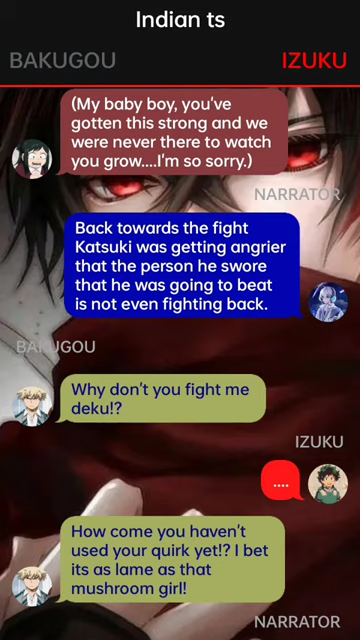 Indian ts
BAKUGOU
IZUKU
(My baby boy, you've
gotten this strong and we
were never there to watch
you grow....I'm so sorry.)
NARRATOR
Back towards the fight
Katsuki was getting angrier
that the person he swore
that he was going to beat
is not even fighting back.
BAKUGOU
Why don't you fight me
deku!?
IZUKU
....
How come you haven't
used your quirk yet!? I bet
its as lame as that
mushroom girl!
NARRATOR